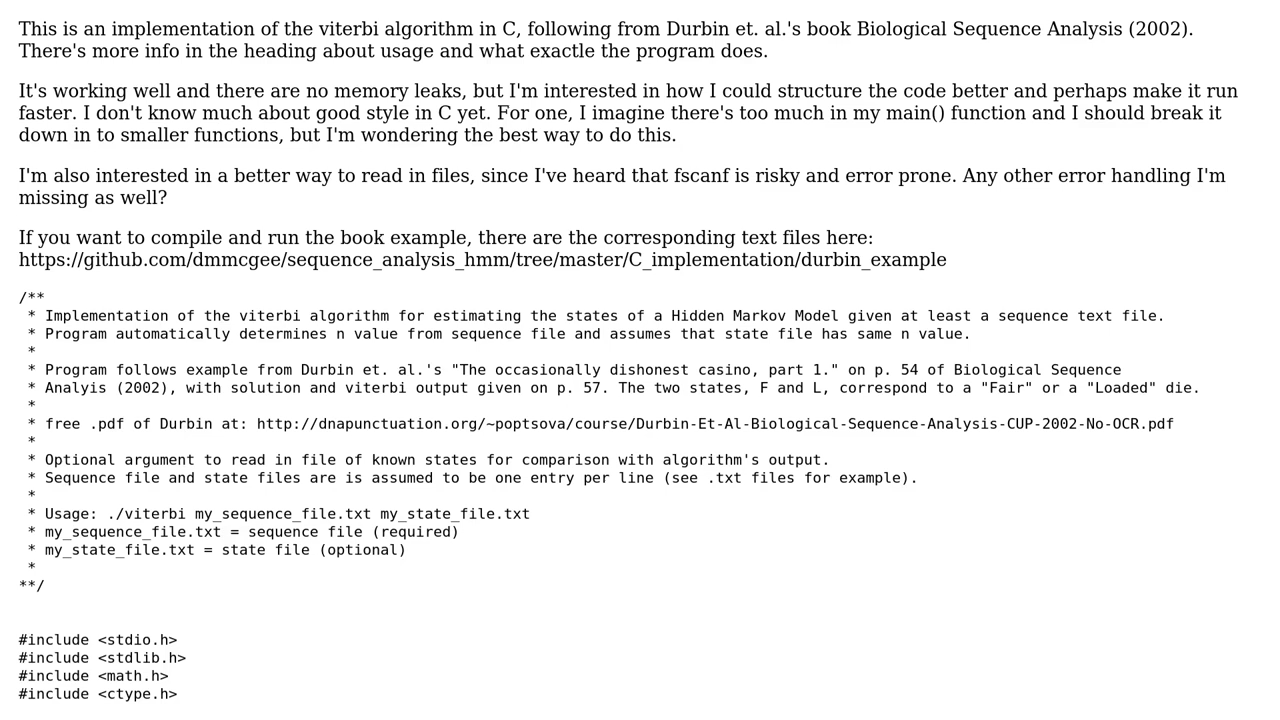 This is an implementation of the viterbi algorithm in C, following from Durbin et. al.'s book Biological Sequence Analysis (2002).
There's more info in the heading about usage and what exactle the program does.
It's working well and there are no memory leaks, but I'm interested in how I could structure the code better and perhaps make it run
faster. I don't know much about good style in C yet. For one, I imagine there's too much in my main() function and I should break it
down in to smaller functions, but I'm wondering the best way to do this.
I'm also interested in a better way to read in files, since I've heard that fscanf is risky and error prone. Any other error handling I'm
missing as well?
If you want to compile and run the book example, there are the corresponding text files here:
https://github.com/dmmcgee/sequence_analysis_hmm/tree/master/C_implementation/durbin_example
/**
 * Implementation of the viterbi algorithm for estimating the states of a Hidden Markov Model given at least a sequence text file.
 * Program automatically determines n value from sequence file and assumes that state file has same n value.
 *
 * Program follows example from Durbin et. al.'s "The occasionally dishonest casino, part 1." on p. 54 of Biological Sequence
 * Analyis (2002), with solution and viterbi output given on p. 57. The two states, F and L, correspond to a "Fair" or a "Loaded" die.
 *
 * free .pdf of Durbin at: http://dnapunctuation.org/~poptsova/course/Durbin-Et-Al-Biological-Sequence-Analysis-CUP-2002-No-OCR.pdf
 *
 * Optional argument to read in file of known states for comparison with algorithm's output.
 * Sequence file and state files are is assumed to be one entry per line (see .txt files for example).
 *
 * Usage: ./viterbi my_sequence_file.txt my_state_file.txt
 * my_sequence_file.txt = sequence file (required)
 * my_state_file.txt = state file (optional)
 *
**/
#include <stdio.h>
#include <stdlib.h>
#include <math.h>
#include <ctype.h>